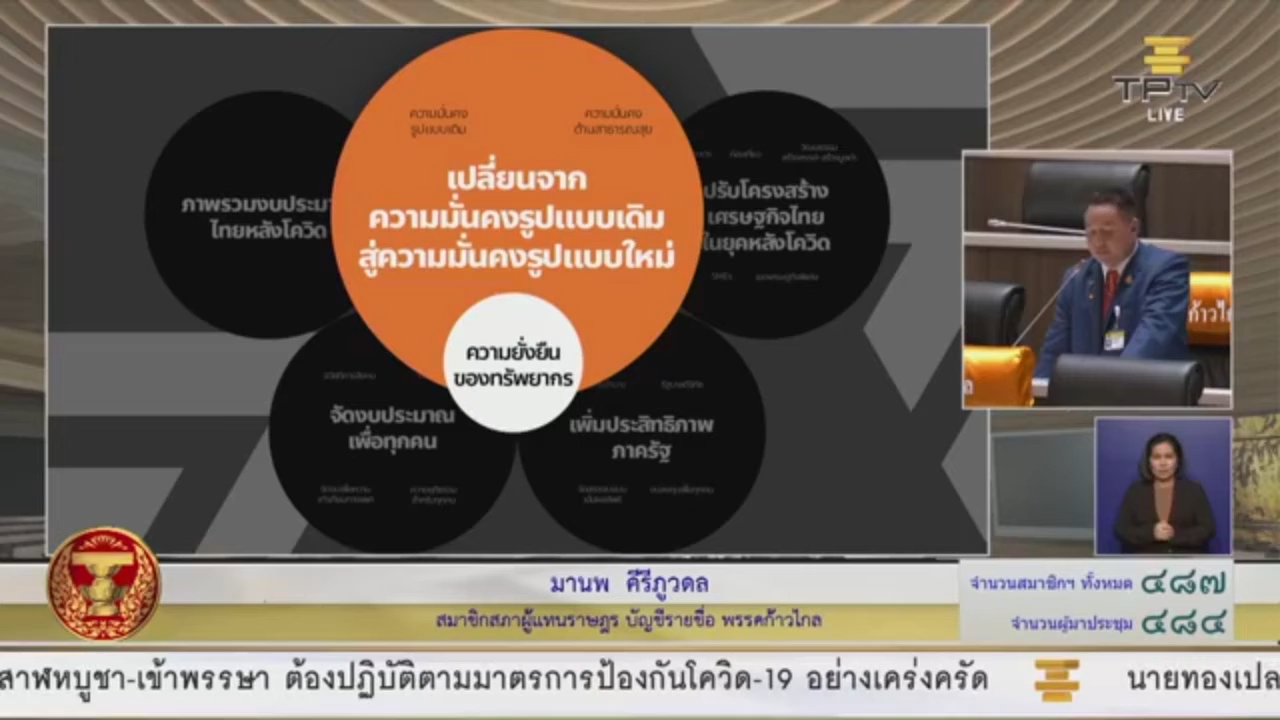 ความมั่นคง
รูปแบบเดิม
ความมั่นคง
ด้านสาธารณสุข
เปลี่ยนจาก
ความมั่นคงรูปแบบเดิม
สู่ความมั่นคงรูปแบบใหม่
ความยั่งยืน
ของทรัพยากร
ภาพรวมงบประมา
ไทยหลังโควิด
ท่องเที่ยว
ปรับโครงสร้าง
เศรษฐกิจไทย
ในยุคหลังโควิด
SMEs
จัดงบประมาณ
เพื่อทุกคน
เพิ่มประสิทธิภาพ
ภาครัฐ
TPTV
LIVE
ก้าวไก
มานพ คีรีภูวดล
สมาชิกสภาผู้แทนราษฎร บัญชีรายชื่อ พรรคก้าวไกล
จำนวนสมาชิกฯ ทั้งหมด ๔๘๗
จำนวนผู้มาประชุม ๔๘๔
สาฬหบูชา-เข้าพรรษา ต้องปฏิบัติตามมาตรการป้องกันโควิด-19 อย่างเคร่งครัด
นายทองเปล